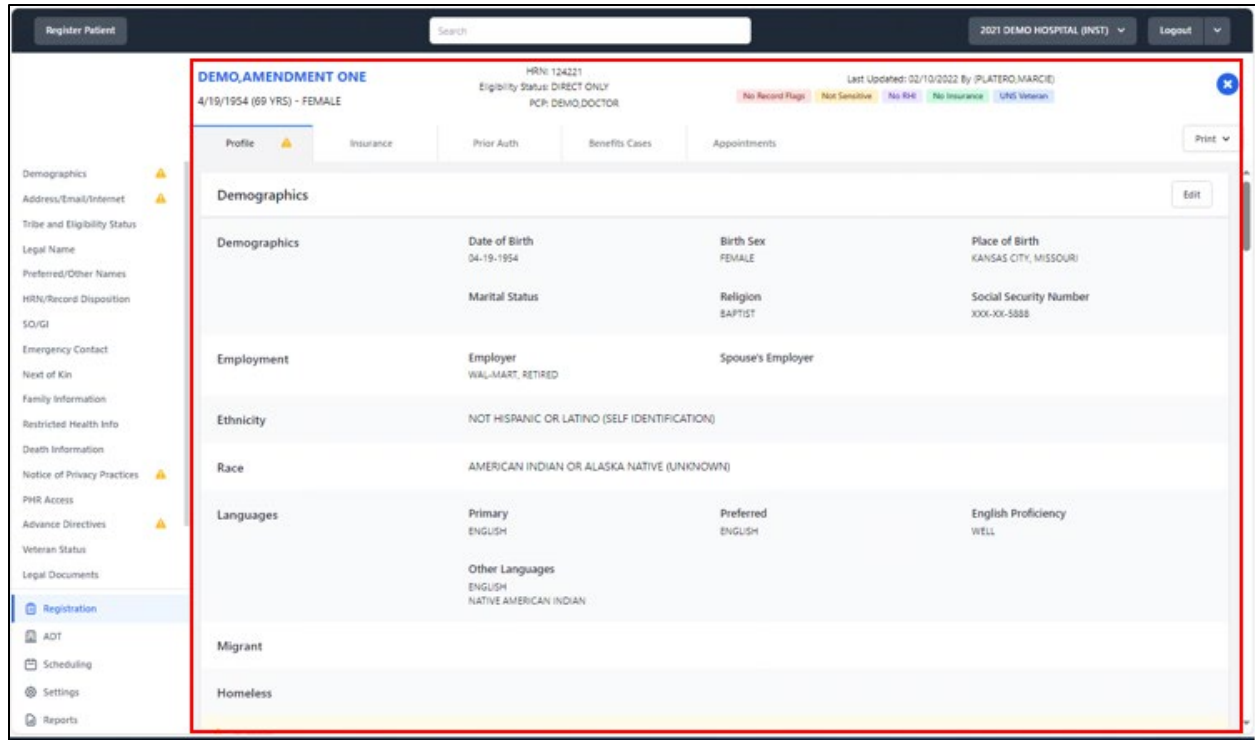 Register Patient
Search
2021 DEMO HOSPITAL (INST)
Logout
DEMO,AMENDMENT ONE
4/19/1954 (69 YRS) - FEMALE
HRN: 124221
Eligibility Status: DIRECT ONLY
PCP: DEMO,DOCTOR
Last Updated: 02/10/2022 By (PLATERO,MARCIE)
No Record Flags Not Sensitive No RHI No Insurance UNS Veteran
Profile Insurance Prior Auth Benefits Cases Appointments
Print
Demographics
Address/Email/Internet
Tribe and Eligibility Status
Legal Name
Preferred/Other Names
HRN/Record Disposition
SO/GI
Emergency Contact
Next of Kin
Family Information
Restricted Health Info
Death Information
Notice of Privacy Practices
PHR Access
Advance Directives
Veteran Status
Legal Documents
Registration
ADT
Scheduling
Settings
Reports
Demographics
Edit
Demographics
Date of Birth Birth Sex Place of Birth
04-19-1954 FEMALE KANSAS CITY, MISSOURI
Marital Status Religion Social Security Number
BAPTIST XXX-XX-5888
Employment
Employer Spouse's Employer
WAL-MART, RETIRED
Ethnicity NOT HISPANIC OR LATINO (SELF IDENTIFICATION)
Race AMERICAN INDIAN OR ALASKA NATIVE (UNKNOWN)
Languages
Primary Preferred English Proficiency
ENGLISH ENGLISH WELL
Other Languages
ENGLISH
NATIVE AMERICAN INDIAN
Migrant
Homeless